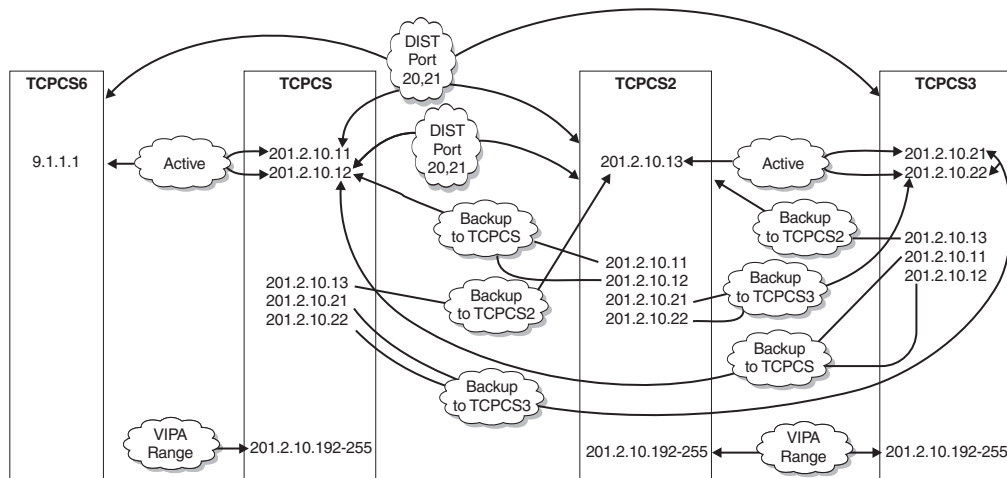 DIST
Port
20,21
TCPCS6
TCPCS
TCPCS2
TCPCS3
DIST
Port
20,21
9.1.1.1
Active
201.2.10.11
201.2.10.12
201.2.10.13
Active
201.2.10.21
201.2.10.22
Backup
to TCPCS
Backup
to TCPCS2
201.2.10.13
201.2.10.11
201.2.10.12
201.2.10.11
201.2.10.12
201.2.10.21
201.2.10.22
201.2.10.13
201.2.10.21
201.2.10.22
Backup
to TCPCS2
Backup
to TCPCS3
Backup
to TCPCS
Backup
to TCPCS3
VIPA
Range
201.2.10.192-255
201.2.10.192-255
VIPA
Range
201.2.10.192-255